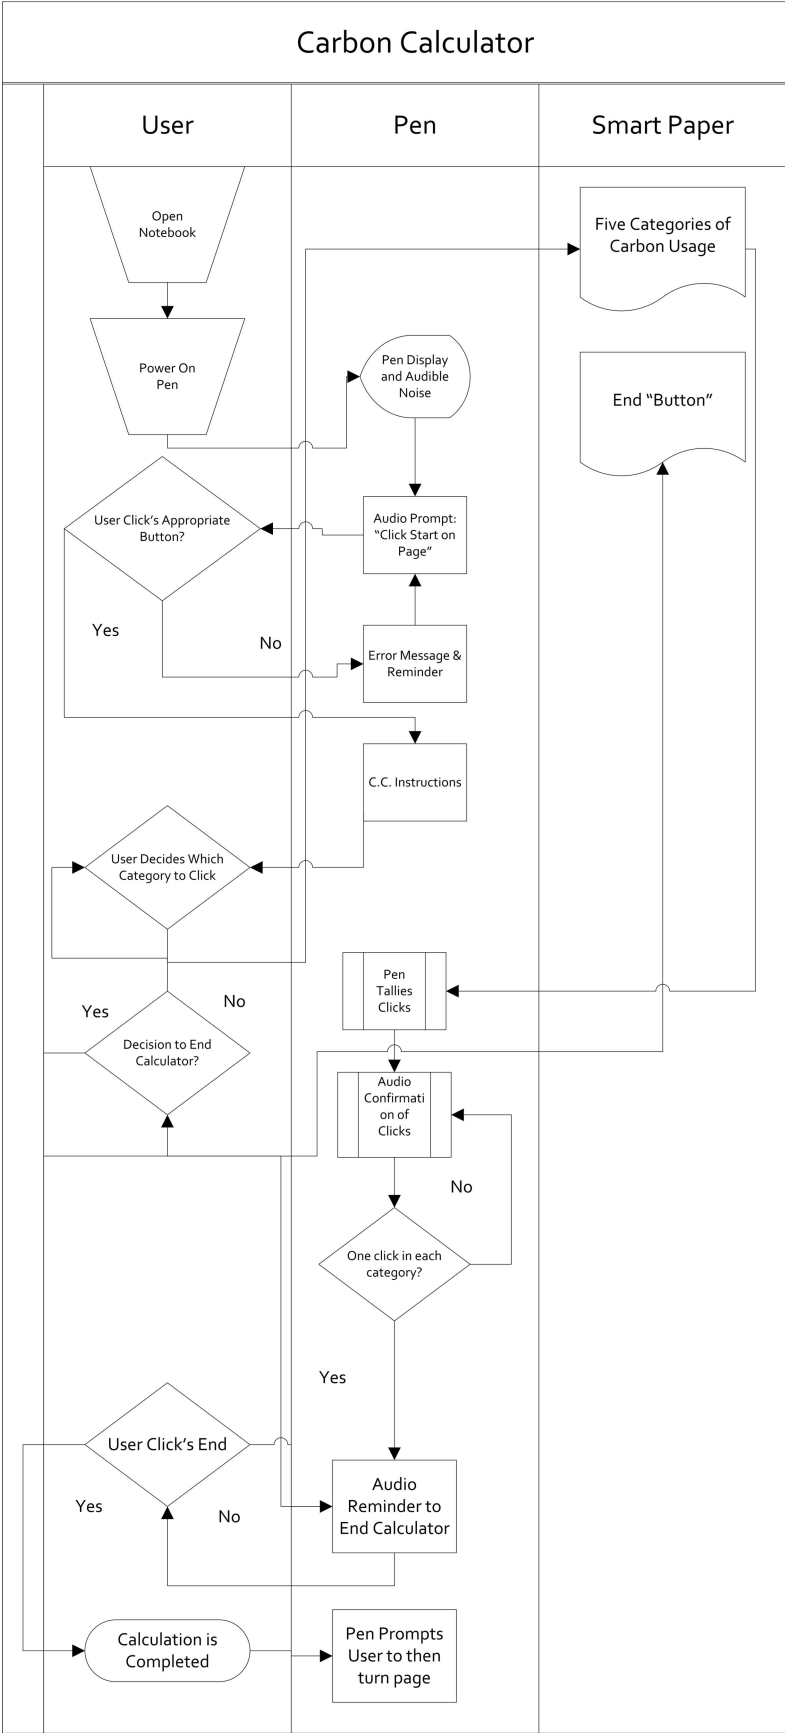 Carbon Calculator
User
Pen
Smart Paper
Open
Notebook
Five Categories of
Carbon Usage
Power On
Pen
Pen Display
and Audible
Noise
End “Button”
User Click’s Appropriate
Button?
Audio Prompt:
“Click Start on
Page”
Yes
No
Error Message &
Reminder
C.C. Instructions
User Decides Which
Category to Click
Pen
Tallies
Clicks
Yes
No
Decision to End
Calculator?
Audio
Confirmati
on of
Clicks
No
One click in each
category?
Yes
User Click’s End
Yes
No
Audio
Reminder to
End Calculator
Calculation is
Completed
Pen Prompts
User to then
turn page